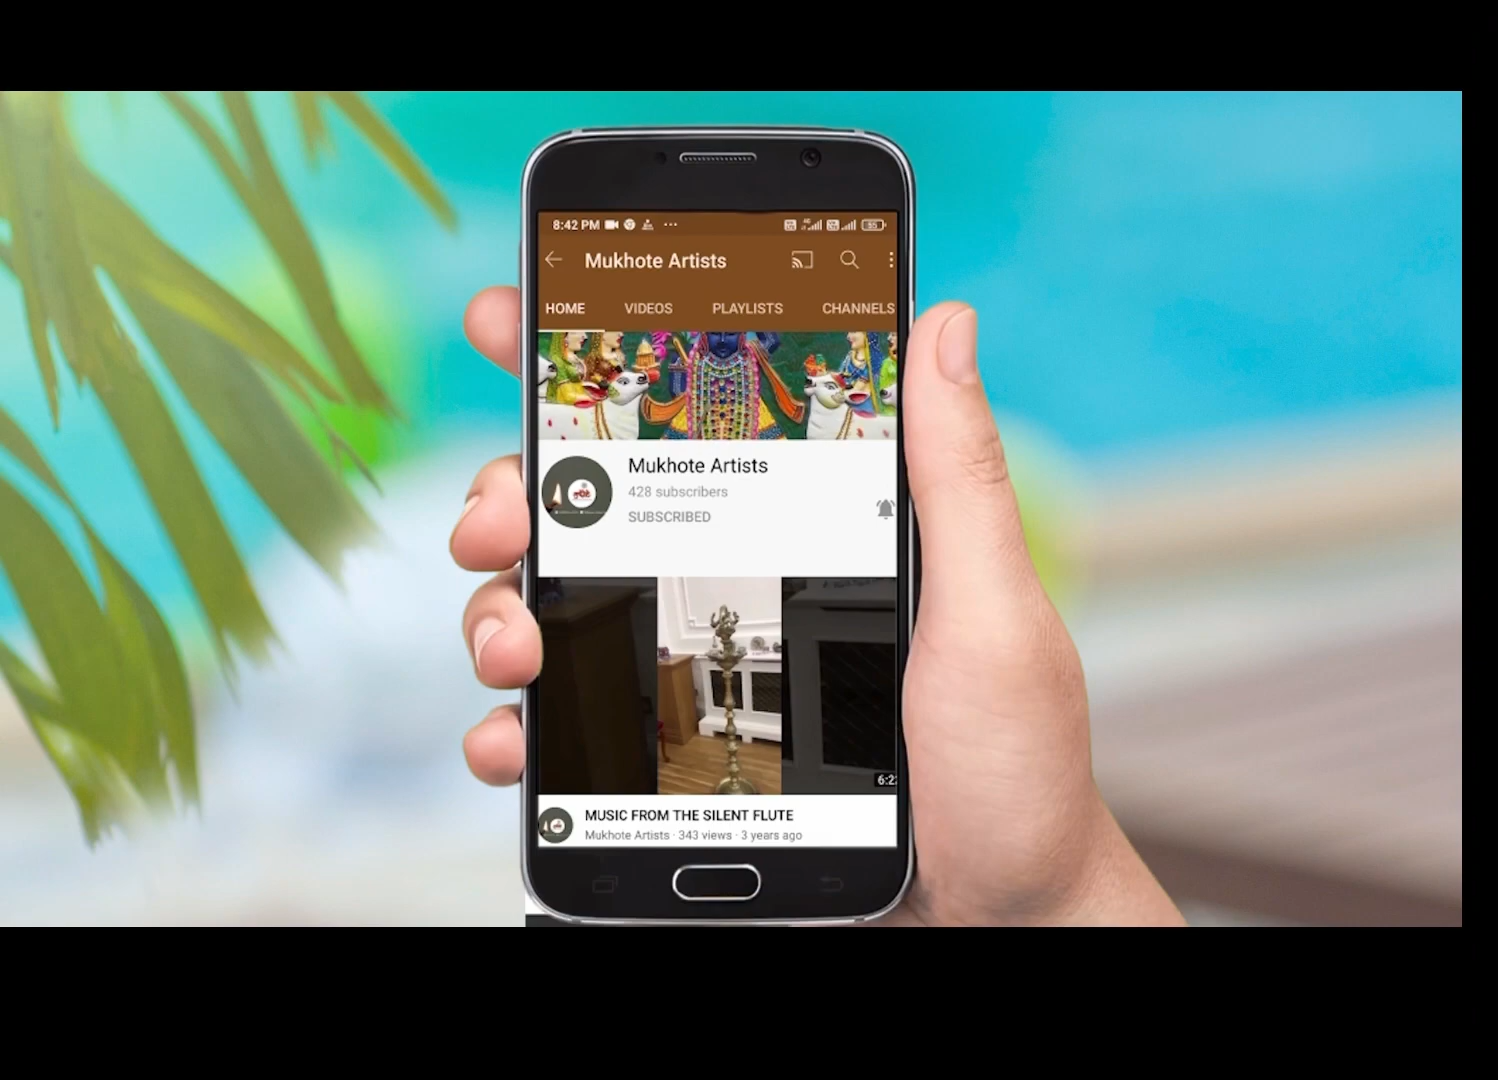 8:42 PM
55
Mukhote Artists
HOME VIDEOS PLAYLISTS CHANNELS
Mukhote Artists
428 subscribers
SUBSCRIBED
6:2
MUSIC FROM THE SILENT FLUTE
Mukhote Artists · 343 views · 3 years ago